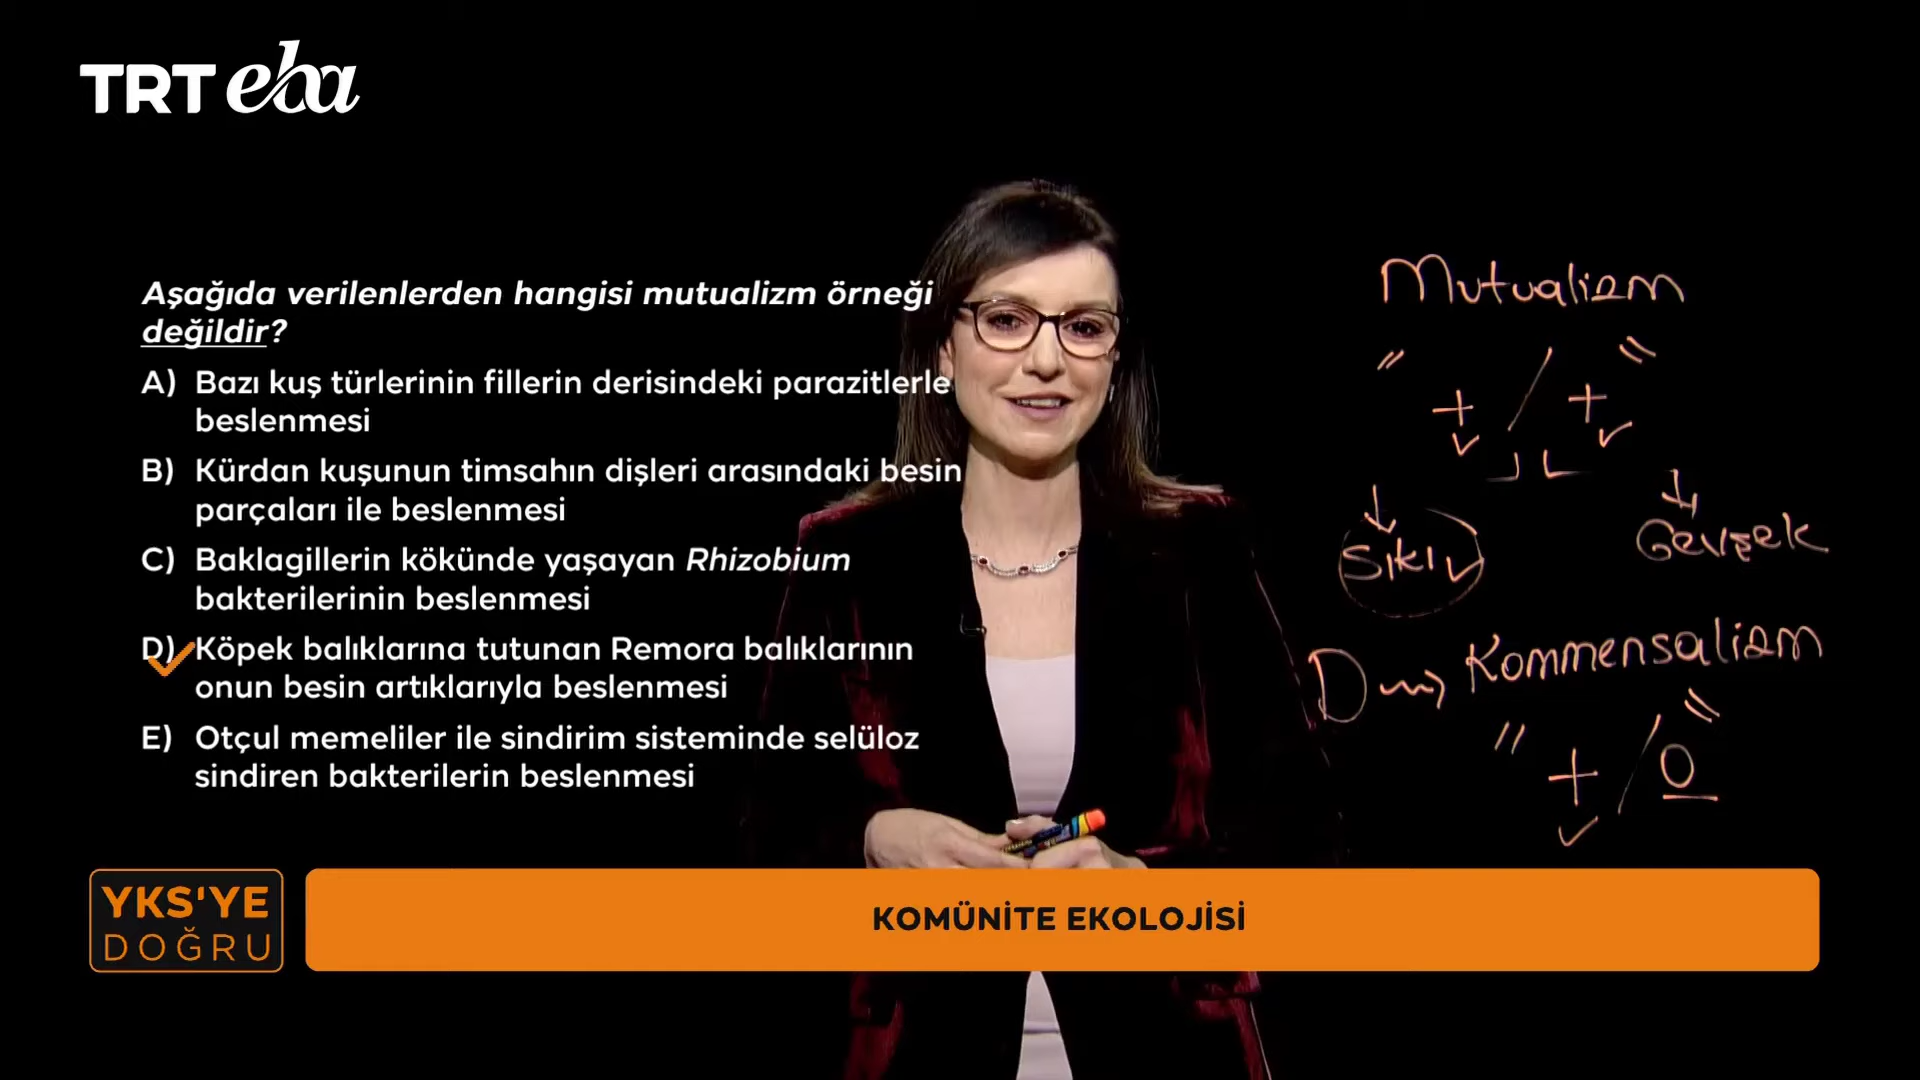 TRT eba
Aşağıda verilenlerden hangisi mutualizm örneği
değildir?
A) Bazı kuş türlerinin fillerin derisindeki parazitlerle
beslenmesi
B) Kürdan kuşunun timsahın dişleri arasındaki besin
parçaları ile beslenmesi
C) Baklagillerin kökünde yaşayan Rhizobium
bakterilerinin beslenmesi
D) Köpek balıklarına tutunan Remora balıklarının
onun besin artıklarıyla beslenmesi
E) Otçul memeliler ile sindirim sisteminde selüloz
sindiren bakterilerin beslenmesi
Mutualizm
" "
+ / +
Sıkı
Gevşek
D Kommensalizm
" "
+ / 0
YKS'YE
DOĞRU
KOMÜNİTE EKOLOJİSİ